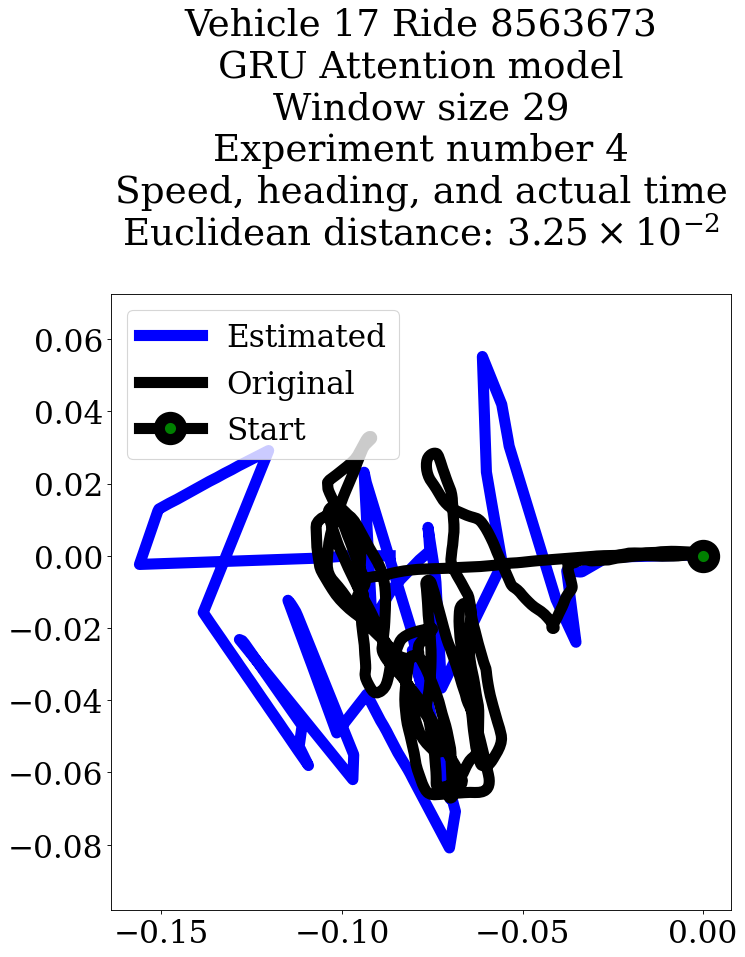 Vehicle 17 Ride 8563673
GRU Attention model
Window size 29
Experiment number 4
Speed, heading, and actual time
Euclidean distance: 3.25 × 10⁻²
Estimated
Original
Start
0.06
0.04
0.02
0.00
−0.02
−0.04
−0.06
−0.08
−0.15 −0.10 −0.05 0.00